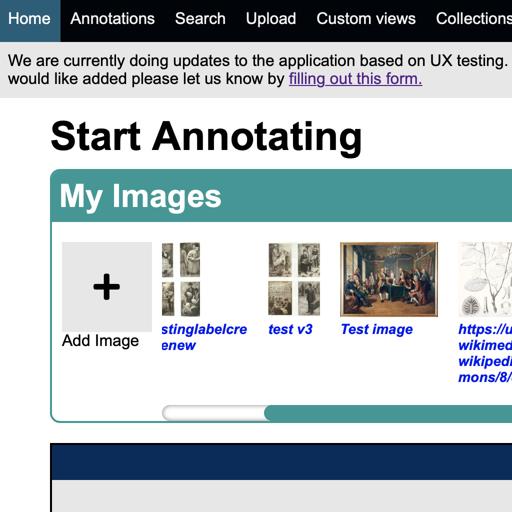 Home Annotations Search Upload Custom views Collections
We are currently doing updates to the application based on UX testing.
would like added please let us know by filling out this form.
Start Annotating
My Images
Add Image
stinglabelcre
enew
test v3
Test image
https://u
wikimed
wikipedi
mons/8/